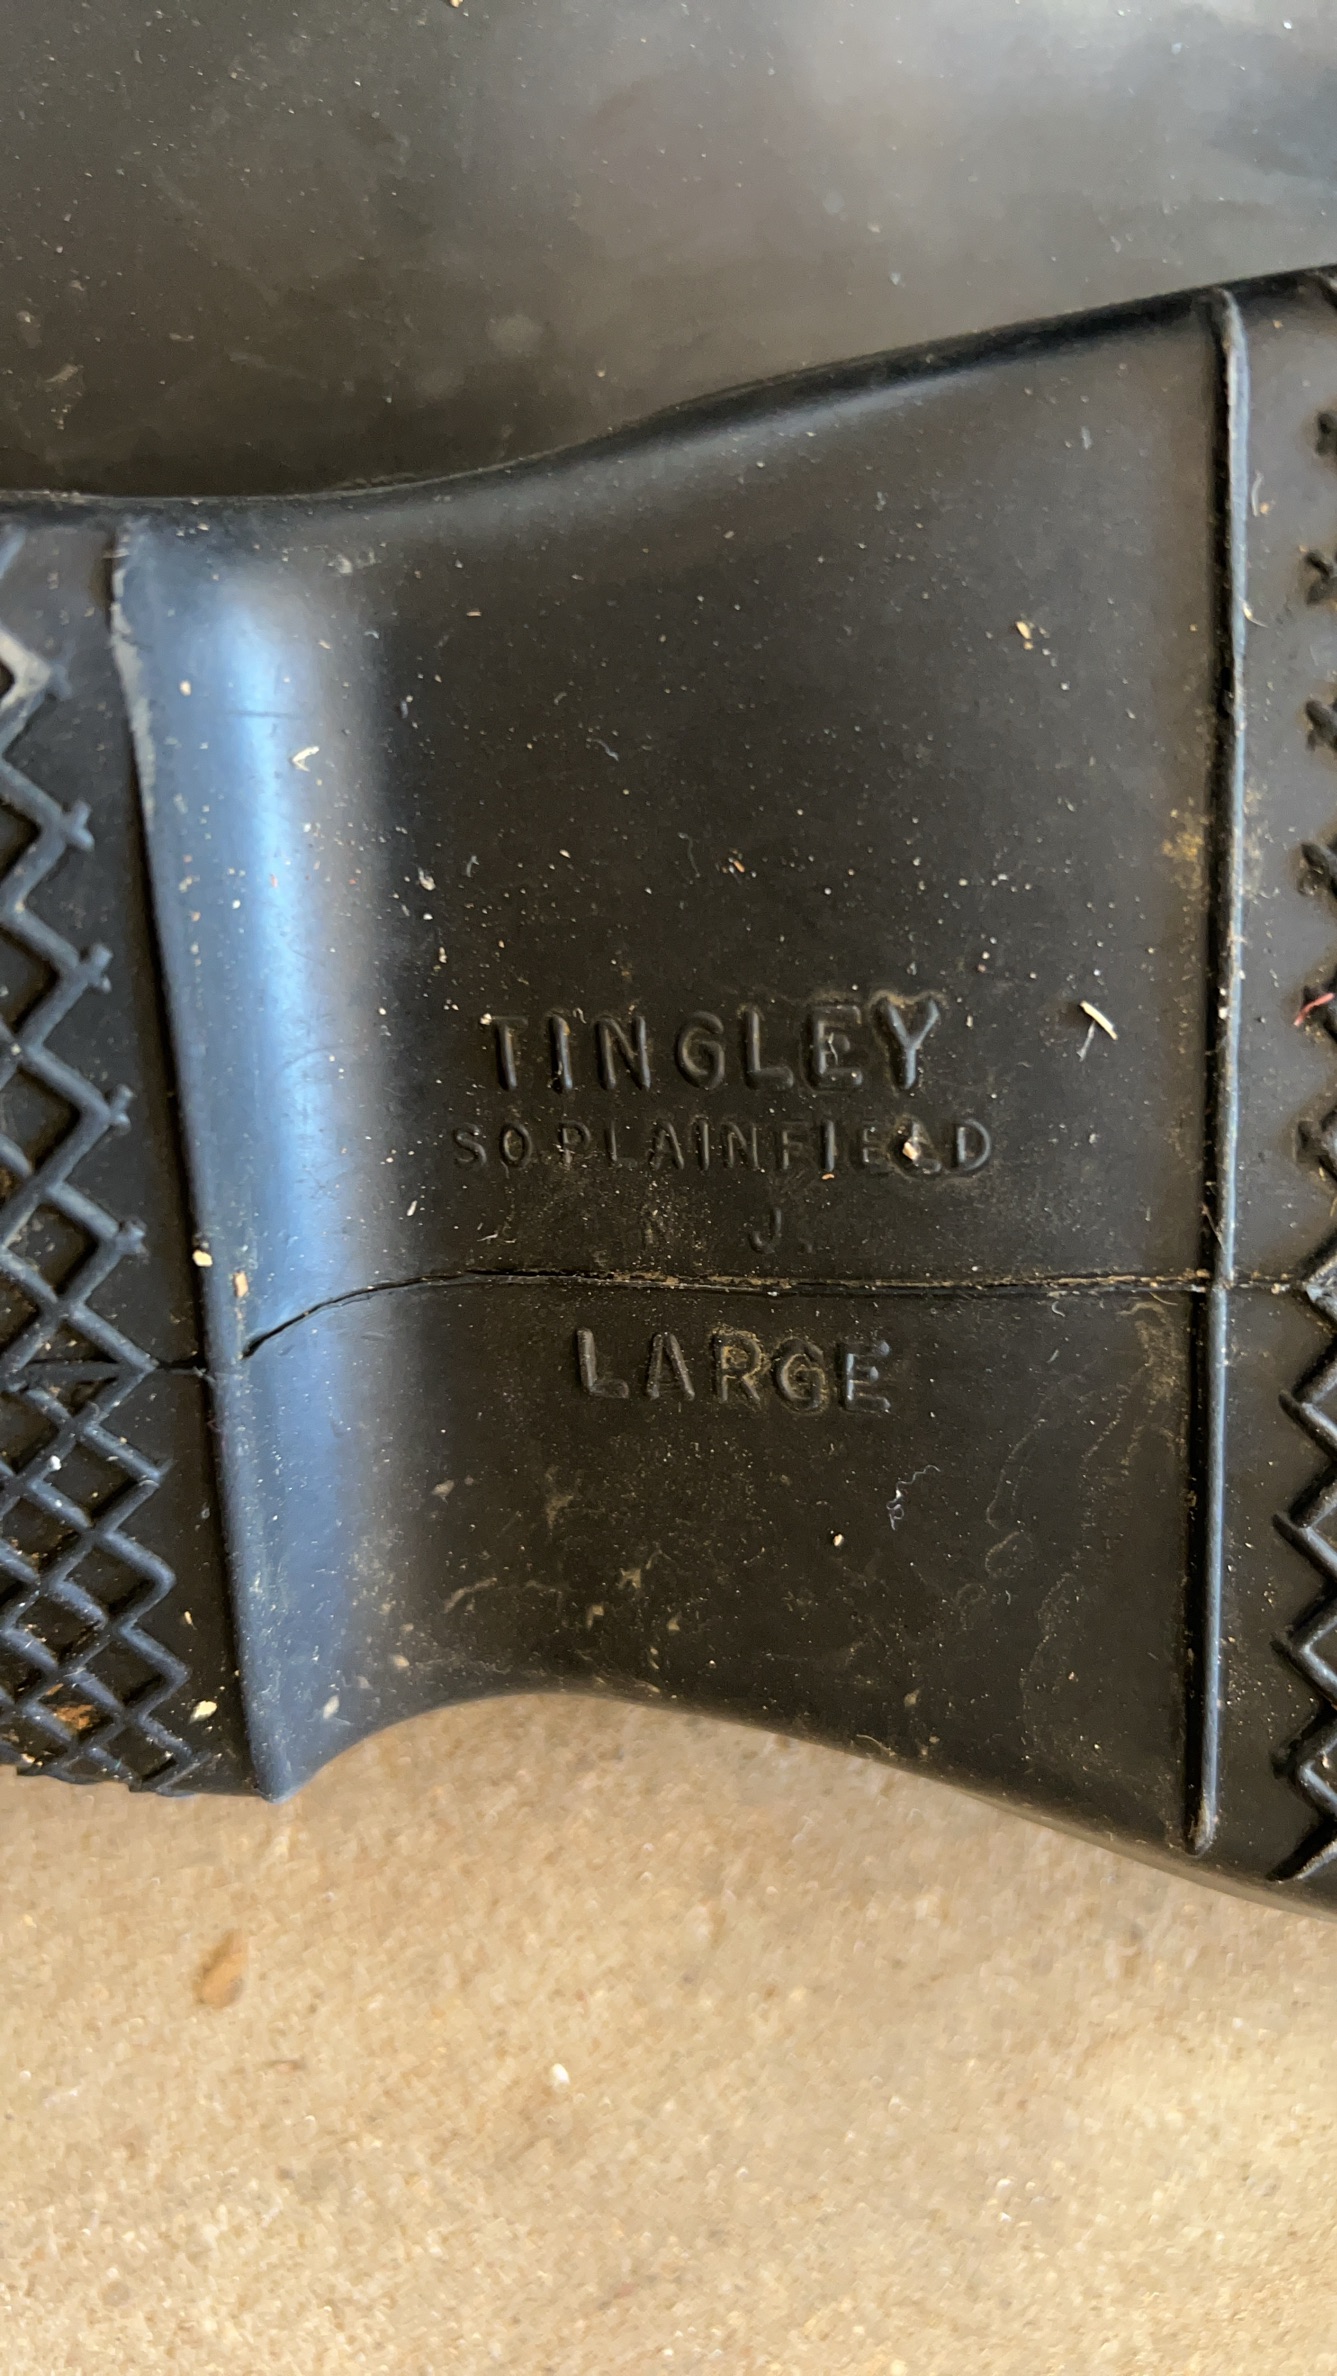 TINGLEY
SO.PLAINFIELD
N. J.
LARGE